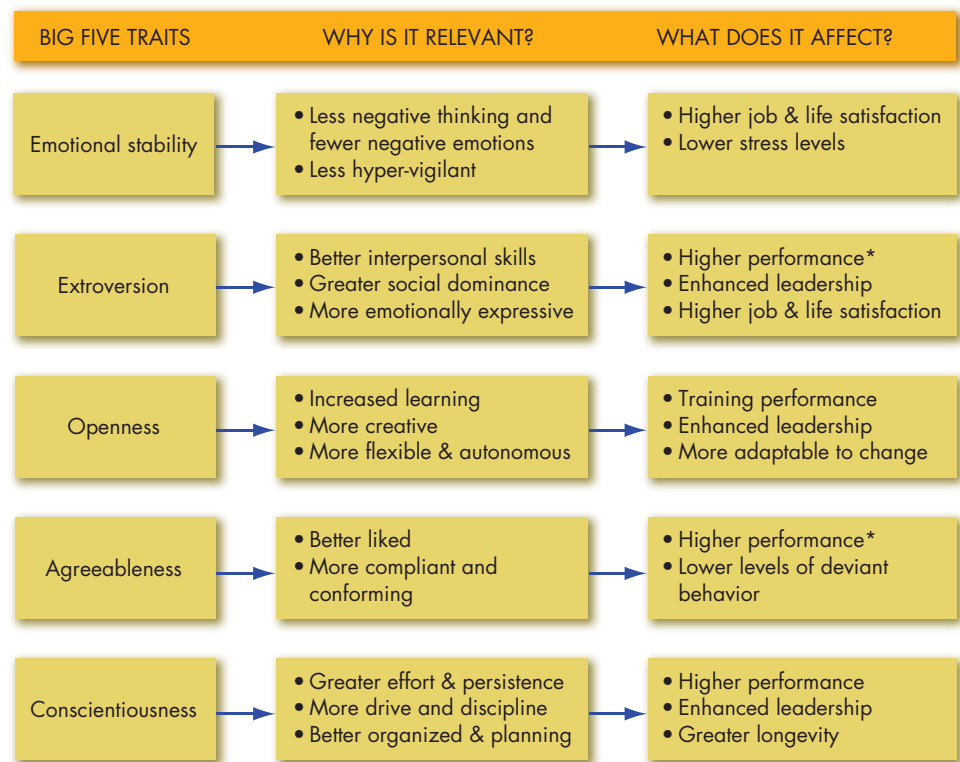 BIG FIVE TRAITS
WHY IS IT RELEVANT?
WHAT DOES IT AFFECT?
Emotional stability
• Less negative thinking and
fewer negative emotions
• Less hyper-vigilant
• Higher job & life satisfaction
• Lower stress levels
Extroversion
• Better interpersonal skills
• Greater social dominance
• More emotionally expressive
• Higher performance*
• Enhanced leadership
• Higher job & life satisfaction
Openness
• Increased learning
• More creative
• More flexible & autonomous
• Training performance
• Enhanced leadership
• More adaptable to change
Agreeableness
• Better liked
• More compliant and
conforming
• Higher performance*
• Lower levels of deviant
behavior
Conscientiousness
• Greater effort & persistence
• More drive and discipline
• Better organized & planning
• Higher performance
• Enhanced leadership
• Greater longevity